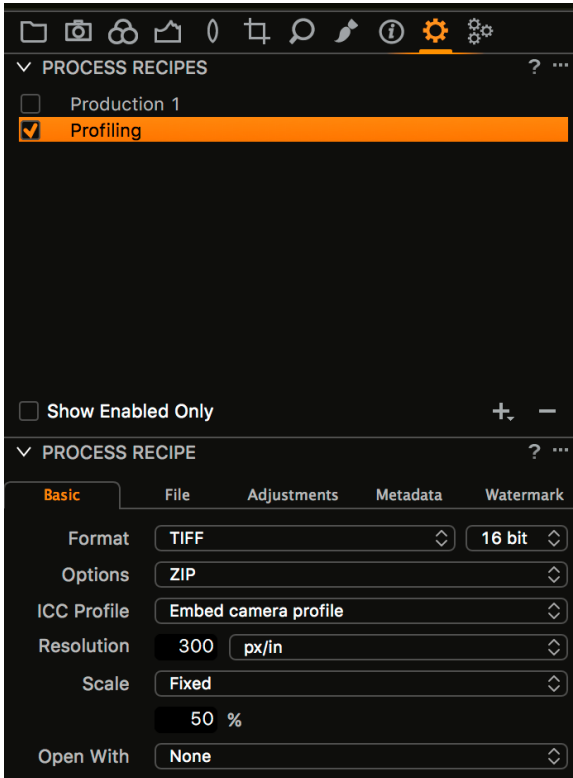 PROCESS RECIPES ? ...
Production 1
Profiling
Show Enabled Only + −
PROCESS RECIPE ? ...
Basic File Adjustments Metadata Watermark
Format TIFF 16 bit
Options ZIP
ICC Profile Embed camera profile
Resolution 300 px/in
Scale Fixed
50 %
Open With None